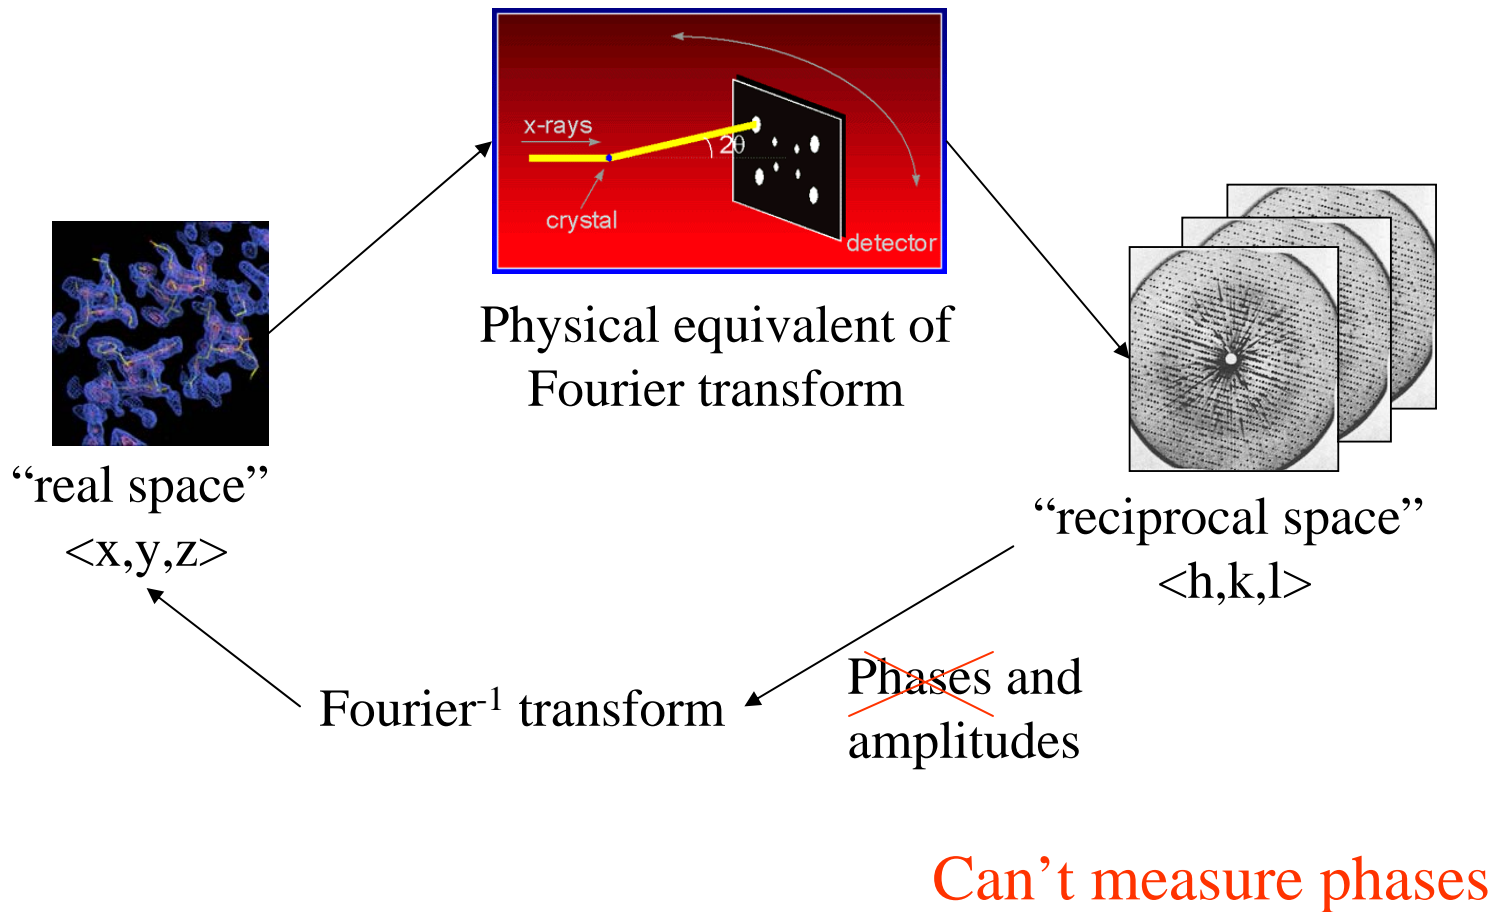 x-rays
2θ
crystal
detector
Physical equivalent of
Fourier transform
“real space”
<x,y,z>
“reciprocal space”
<h,k,l>
Phases and
amplitudes
Fourier-1 transform
Can’t measure phases